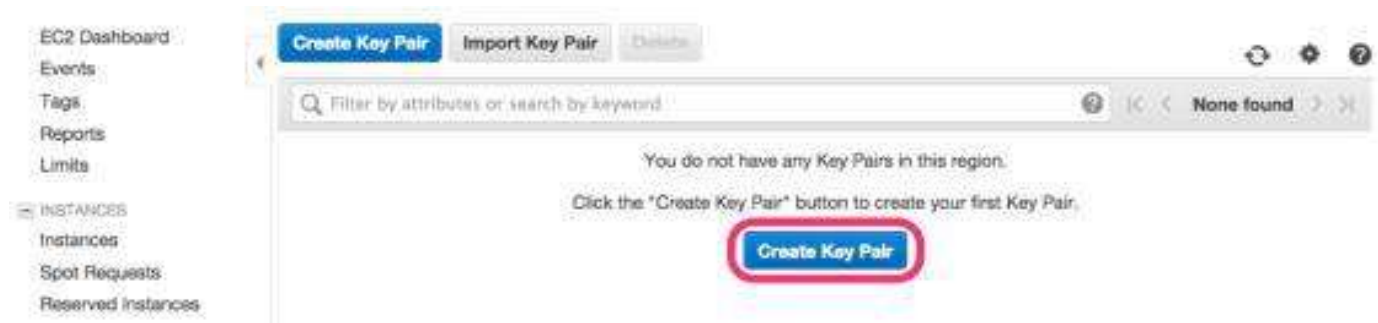 EC2 Dashboard
Events
Tags
Reports
Limits
INSTANCES
Instances
Spot Requests
Reserved Instances
Create Key Pair Import Key Pair Delete
Filter by attributes or search by keyword
None found
You do not have any Key Pairs in this region.
Click the "Create Key Pair" button to create your first Key Pair.
Create Key Pair